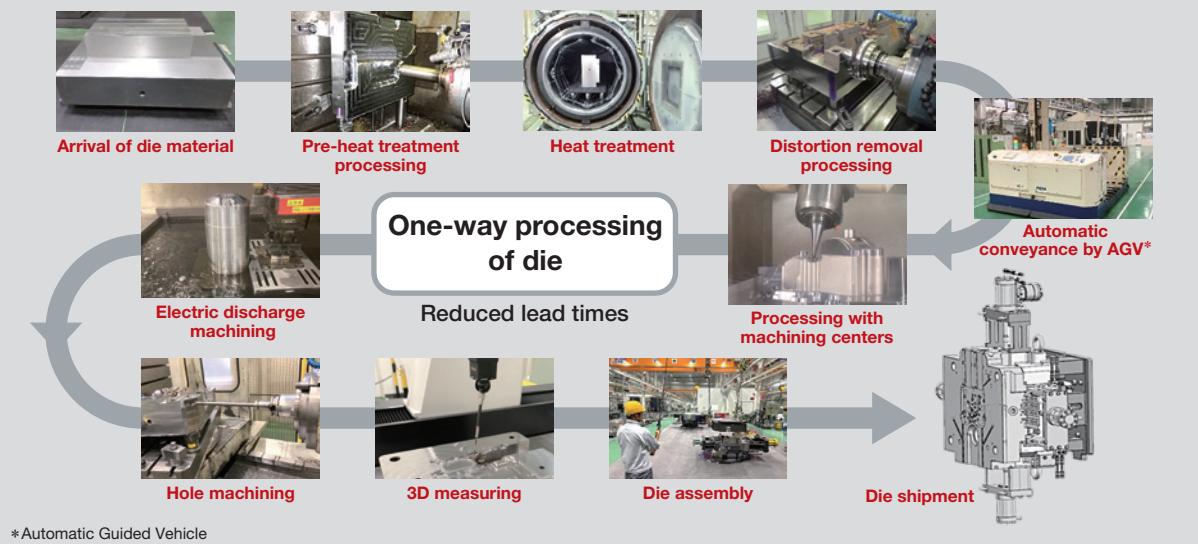 Arrival of die material
Pre-heat treatment
processing
Heat treatment
Distortion removal
processing
Automatic
conveyance by AGV*
One-way processing
of die
Reduced lead times
Processing with
machining centers
Electric discharge
machining
Hole machining
3D measuring
Die assembly
Die shipment
*Automatic Guided Vehicle